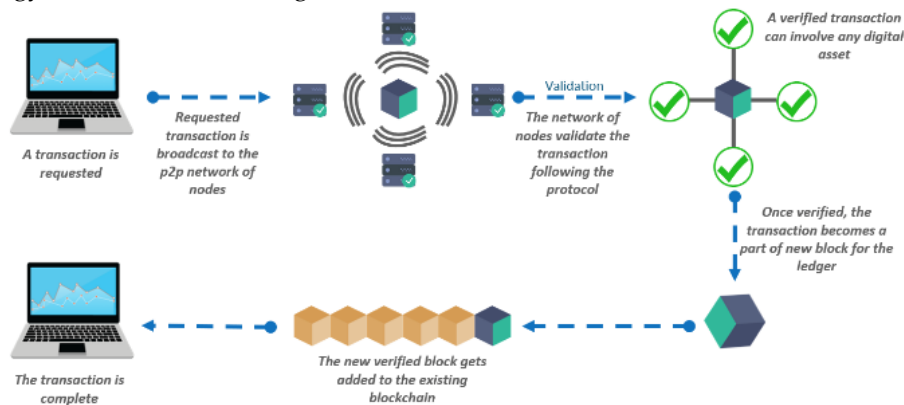 A transaction is
requested
Requested
transaction is
broadcast to the
p2p network of
nodes
Validation
The network of
nodes validate the
transaction
following the
protocol
A verified transaction
can involve any digital
asset
Once verified, the
transaction becomes a
part of new block for the
ledger
The new verified block gets
added to the existing
blockchain
The transaction is
complete